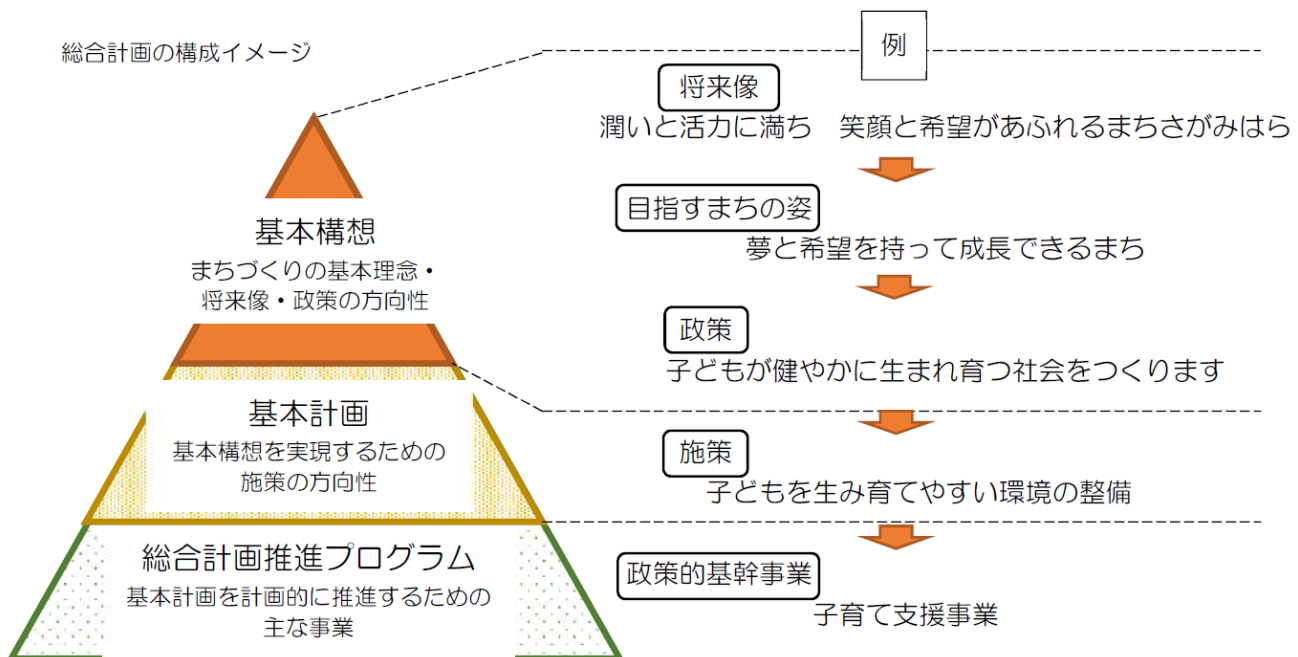 総合計画の構成イメージ
基本構想
まちづくりの基本理念・
将来像・政策の方向性
基本計画
基本構想を実現するための
施策の方向性
総合計画推進プログラム
基本計画を計画的に推進するための
主な事業
例
将来像
潤いと活力に満ち　笑顔と希望があふれるまちさがみはら
目指すまちの姿
夢と希望を持って成長できるまち
政策
子どもが健やかに生まれ育つ社会をつくります
施策
子どもを生み育てやすい環境の整備
政策的基幹事業
子育て支援事業